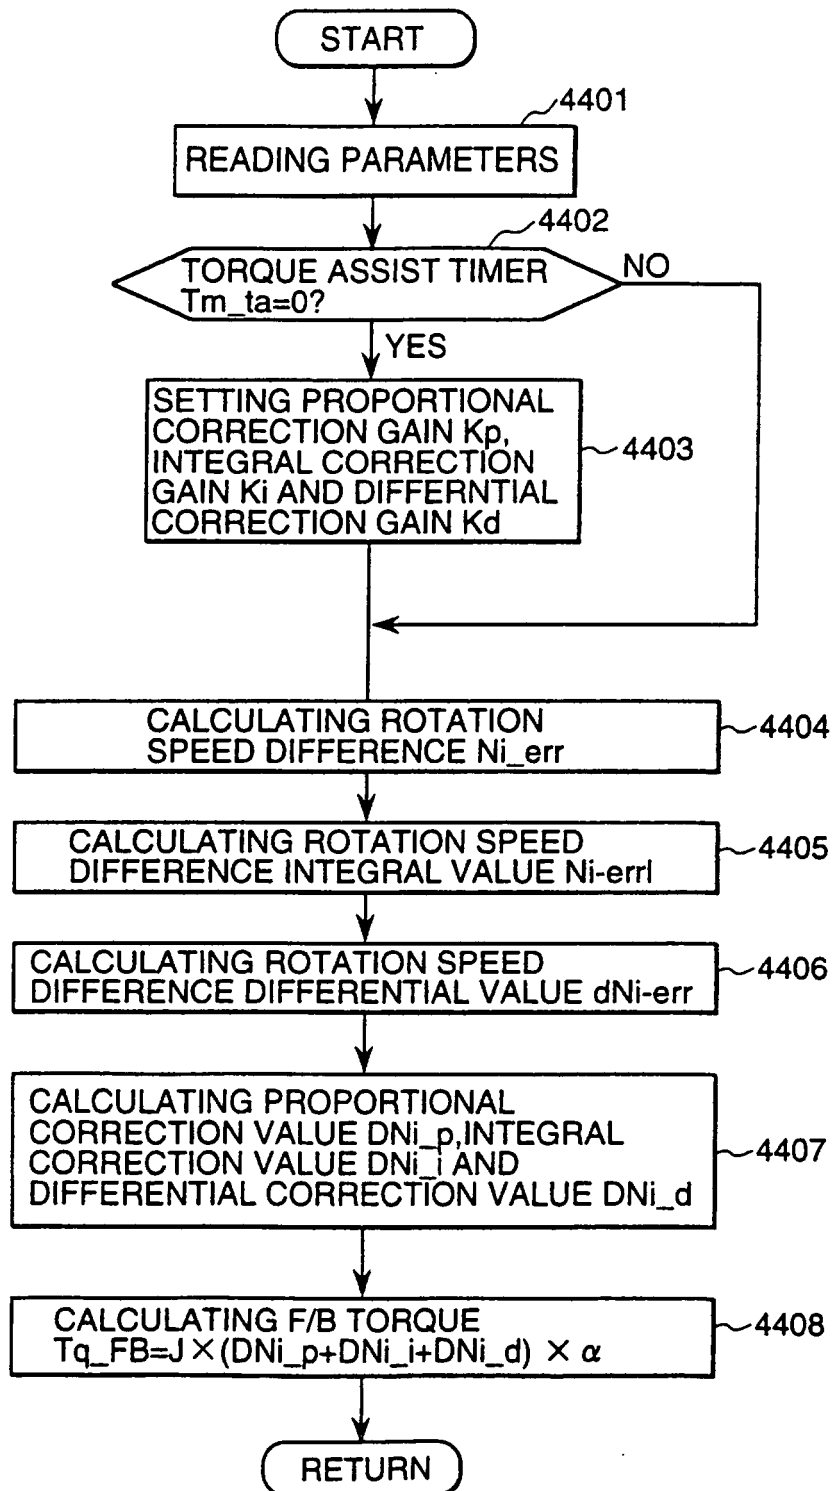 START
4401
READING PARAMETERS
4402
TORQUE ASSIST TIMER
Tm_ta=0?
NO
YES
SETTING PROPORTIONAL
CORRECTION GAIN Kp,
INTEGRAL CORRECTION
GAIN Ki AND DIFFERNTIAL
CORRECTION GAIN Kd
4403
CALCULATING ROTATION
SPEED DIFFERENCE Ni_err
4404
CALCULATING ROTATION SPEED
DIFFERENCE INTEGRAL VALUE Ni-errI
4405
CALCULATING ROTATION SPEED
DIFFERENCE DIFFERENTIAL VALUE dNi-err
4406
CALCULATING PROPORTIONAL
CORRECTION VALUE DNi_p,INTEGRAL
CORRECTION VALUE DNi_i AND
DIFFERENTIAL CORRECTION VALUE DNi_d
4407
CALCULATING F/B TORQUE
Tq_FB=J×(DNi_p+DNi_i+DNi_d) × α
4408
RETURN